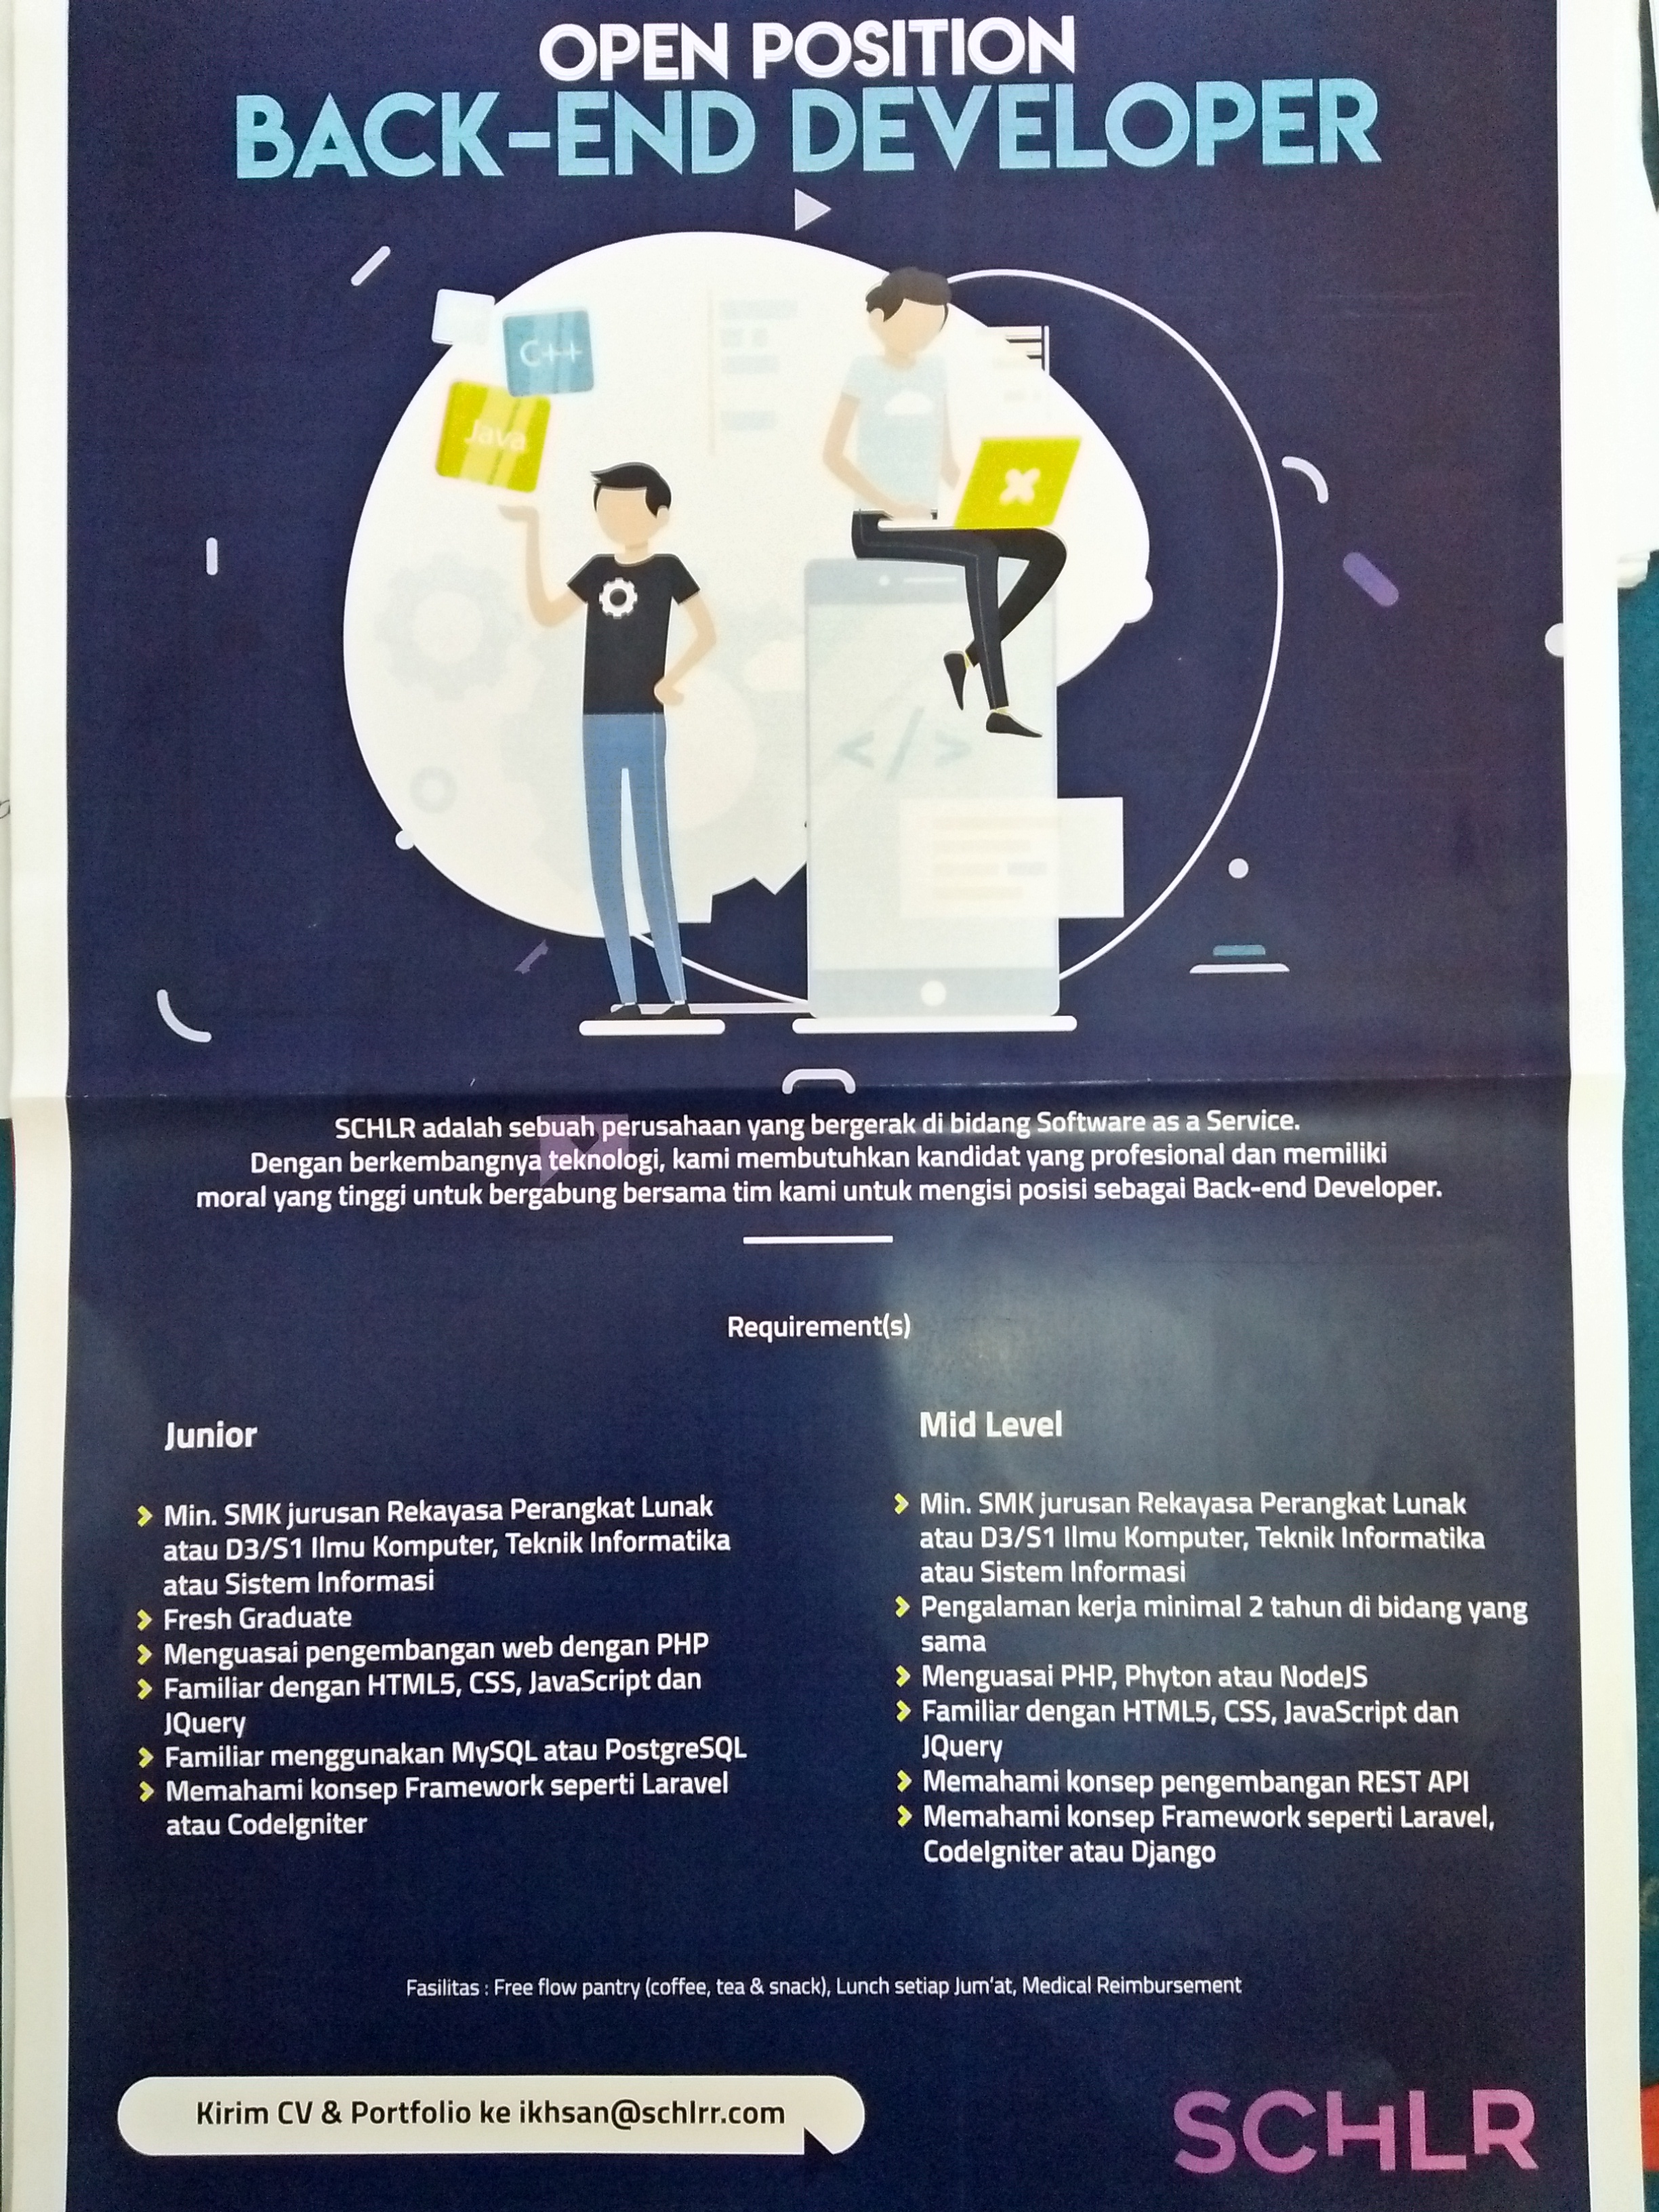 OPEN POSITION
BACK-END DEVELOPER
C++
Java
</>
SCHLR adalah sebuah perusahaan yang bergerak di bidang Software as a Service.
Dengan berkembangnya teknologi, kami membutuhkan kandidat yang profesional dan memiliki
moral yang tinggi untuk bergabung bersama tim kami untuk mengisi posisi sebagai Back-end Developer.
Requirement(s)
Junior
Min. SMK jurusan Rekayasa Perangkat Lunak
atau D3/S1 Ilmu Komputer, Teknik Informatika
atau Sistem Informasi
Fresh Graduate
Menguasai pengembangan web dengan PHP
Familiar dengan HTML5, CSS, JavaScript dan
JQuery
Familiar menggunakan MySQL atau PostgreSQL
Memahami konsep Framework seperti Laravel
atau CodeIgniter
Mid Level
Min. SMK jurusan Rekayasa Perangkat Lunak
atau D3/S1 Ilmu Komputer, Teknik Informatika
atau Sistem Informasi
Pengalaman kerja minimal 2 tahun di bidang yang
sama
Menguasai PHP, Phyton atau NodeJS
Familiar dengan HTML5, CSS, JavaScript dan
JQuery
Memahami konsep pengembangan REST API
Memahami konsep Framework seperti Laravel,
CodeIgniter atau Django
Fasilitas : Free flow pantry (coffee, tea & snack), Lunch setiap Jum'at, Medical Reimbursement
Kirim CV & Portfolio ke ikhsan@schlrr.com
SCHLR